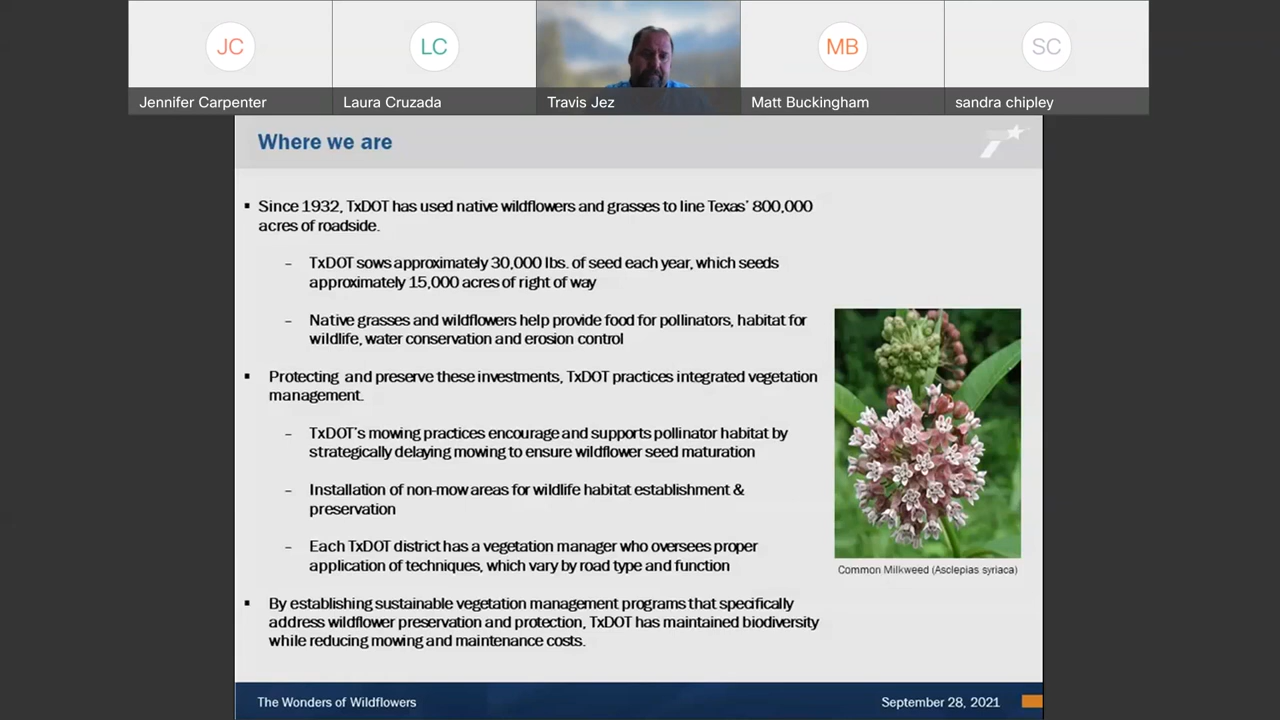 JC
LC
MB
SC
Jennifer Carpenter
Laura Cruzada
Travis Jez
Matt Buckingham
sandra chipley
Where we are
Since 1932, TxDOT has used native wildflowers and grasses to line Texas' 800,000
acres of roadside.
TxDOT sows approximately 30,000 lbs. of seed each year, which seeds
approximately 15,000 acres of right of way
Native grasses and wildflowers help provide food for pollinators, habitat for
wildlife, water conservation and erosion control
Protecting and preserve these investments, TxDOT practices integrated vegetation
management.
TxDOT's mowing practices encourage and supports pollinator habitat by
strategically delaying mowing to ensure wildflower seed maturation
Installation of non-mow areas for wildlife habitat establishment &
preservation
Each TxDOT district has a vegetation manager who oversees proper
application of techniques, which vary by road type and function
By establishing sustainable vegetation management programs that specifically
address wildflower preservation and protection, TxDOT has maintained biodiversity
while reducing mowing and maintenance costs.
Common Milkweed (Asclepias syriaca)
The Wonders of Wildflowers
September 28, 2021